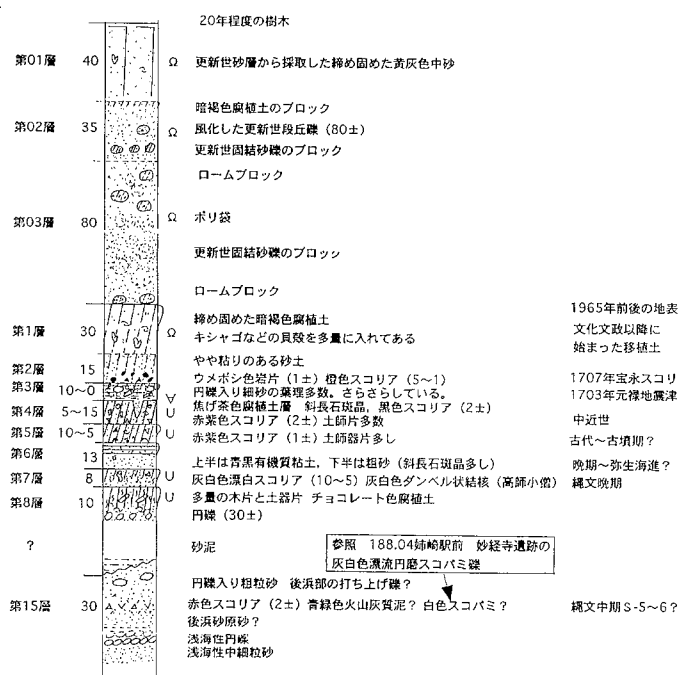 20年程度の樹木
第01層 40 Ω 更新世砂層から採取した締め固めた黄灰色中砂
暗褐色腐植土のブロック
第02層 35 Ω 風化した更新世段丘礫（80±）
更新世固結砂礫のブロック
ロームブロック
第03層 80 Ω ポリ袋
更新世固結砂礫のブロッシ
ロームブロック
1965年前後の地表
締め固めた暗褐色腐植土
文化文政以降に
第1層 30 Ω キシャゴなどの貝殻を多量に入れてある
始まった移植土
やや粘りのある砂土
第2層 15
ウメボシ色岩片（1±）橙色スコリア（5～1）
1707年宝永スコリ
第3層 10～0 円礫入り細砂の葉理多数。さらさらしている。
1703年元禄地震津
第4層 5～15 U 焦げ茶色腐植土層 斜長石斑晶，黒色スコリア（2±）
赤紫色スコリア（2±）土師片多数
中近世
第5層 10～5 U 赤紫色スコリア（1±）土師器片多し
古代～古墳期？
第6層 13 上半は青黒有機質粘土，下半は粗砂（斜長石斑晶多し）
晩期～弥生海進？
第7層 8 U 灰白色漂白スコリア（10～5）灰白色ダンベル状結核（高師小僧）
縄文晩期
第8層 10 U 多量の木片と土器片 チョコレート色腐植土
円礫（30±）
？ 砂泥
参照 188.04姉崎駅前 妙経寺遺跡の
灰白色漂流円磨スコパミ礫
円礫入り粗粒砂 後浜部の打ち上げ礫？
第15層 30 赤色スコリア（2±）青緑色火山灰質泥？ 白色スコパミ？
縄文中期S-5～6？
後浜砂原砂？
浅海性円礫
浅海性中細粒砂